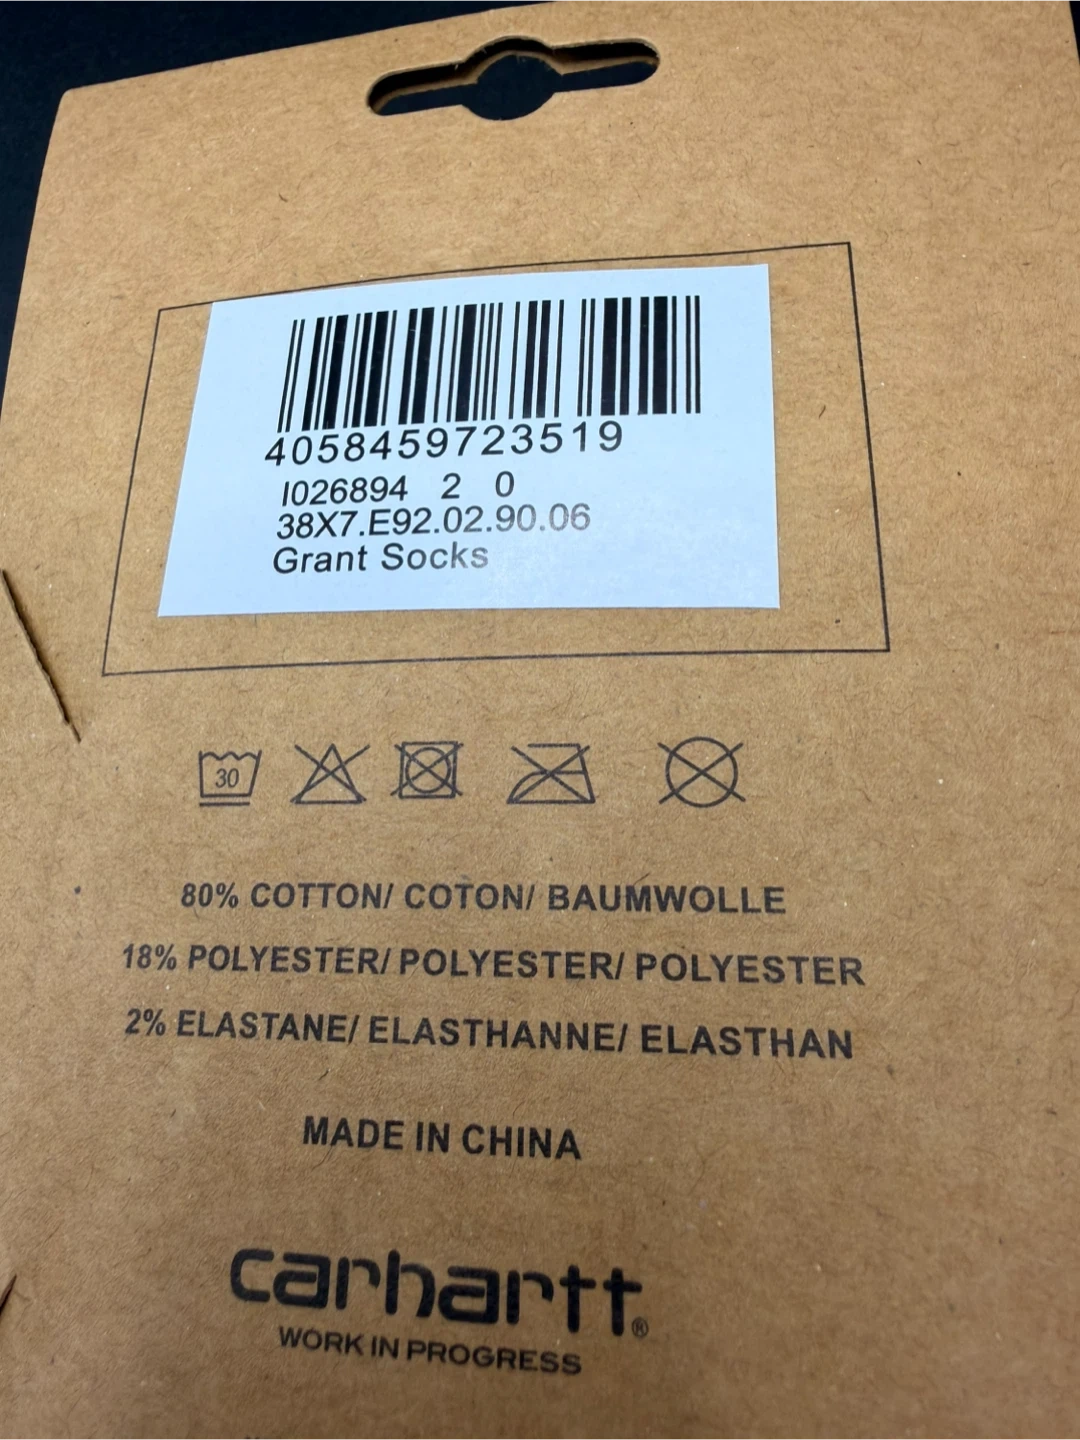 4058459723519
I026894 2 0
38X7.E92.02.90.06
Grant Socks
30
80% COTTON/ COTON/ BAUMWOLLE
18% POLYESTER/ POLYESTER/ POLYESTER
2% ELASTANE/ ELASTHANNE/ ELASTHAN
MADE IN CHINA
carhartt®
WORK IN PROGRESS